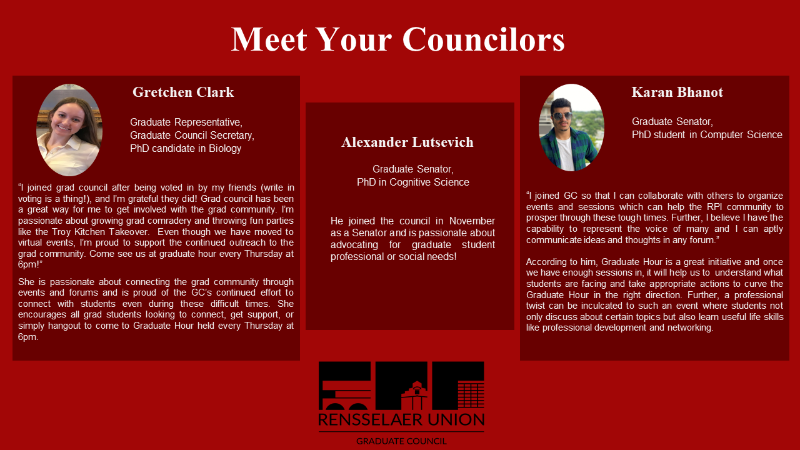 Meet Your Councilors
Gretchen Clark
Graduate Representative,
Graduate Council Secretary,
PhD candidate in Biology
“I joined grad council after being voted in by my friends (write in
voting is a thing!), and I'm grateful they did! Grad council has been
a great way for me to get involved with the grad community. I'm
passionate about growing grad comradery and throwing fun parties
like the Troy Kitchen Takeover. Even though we have moved to
virtual events, I'm proud to support the continued outreach to the
grad community. Come see us at graduate hour every Thursday at
6pm!"
She is passionate about connecting the grad community through
events and forums and is proud of the GC's continued effort to
connect with students even during these difficult times. She
encourages all grad students looking to connect, get support, or
simply hangout to come to Graduate Hour held every Thursday at
6pm.
Alexander Lutsevich
Graduate Senator,
PhD in Cognitive Science
He joined the council in November
as a Senator and is passionate about
advocating for graduate student
professional or social needs!
Karan Bhanot
Graduate Senator,
PhD student in Computer Science
“I joined GC so that I can collaborate with others to organize
events and sessions which can help the RPI community to
prosper through these tough times. Further, I believe I have the
capability to represent the voice of many and I can aptly
communicate ideas and thoughts in any forum.”
According to him, Graduate Hour is a great initiative and once
we have enough sessions in, it will help us to understand what
students are facing and take appropriate actions to curve the
Graduate Hour in the right direction. Further, a professional
twist can be inculcated to such an event where students not
only discuss about certain topics but also learn useful life skills
like professional development and networking.
RENSSELAER UNION
GRADUATE COUNCIL